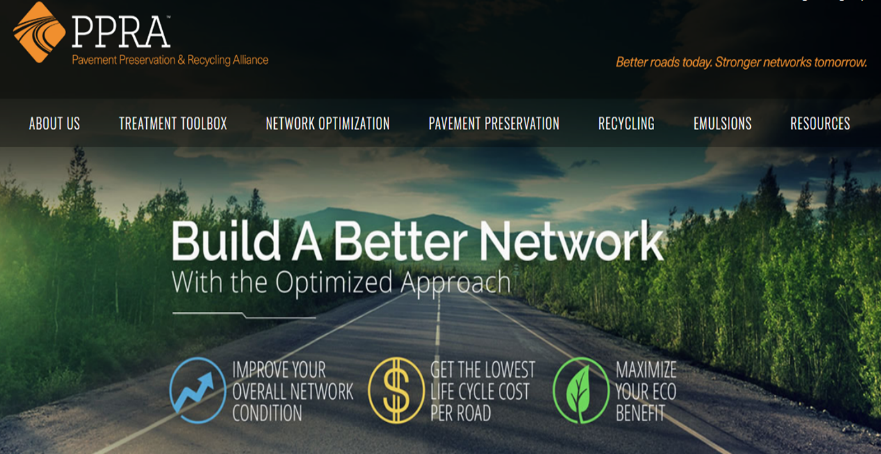 PPRA™
Pavement Preservation & Recycling Alliance
Better roads today. Stronger networks tomorrow.
ABOUT US
TREATMENT TOOLBOX
NETWORK OPTIMIZATION
PAVEMENT PRESERVATION
RECYCLING
EMULSIONS
RESOURCES
Build A Better Network
With the Optimized Approach
IMPROVE YOUR
OVERALL NETWORK
CONDITION
GET THE LOWEST
LIFE CYCLE COST
PER ROAD
MAXIMIZE
YOUR ECO
BENEFIT